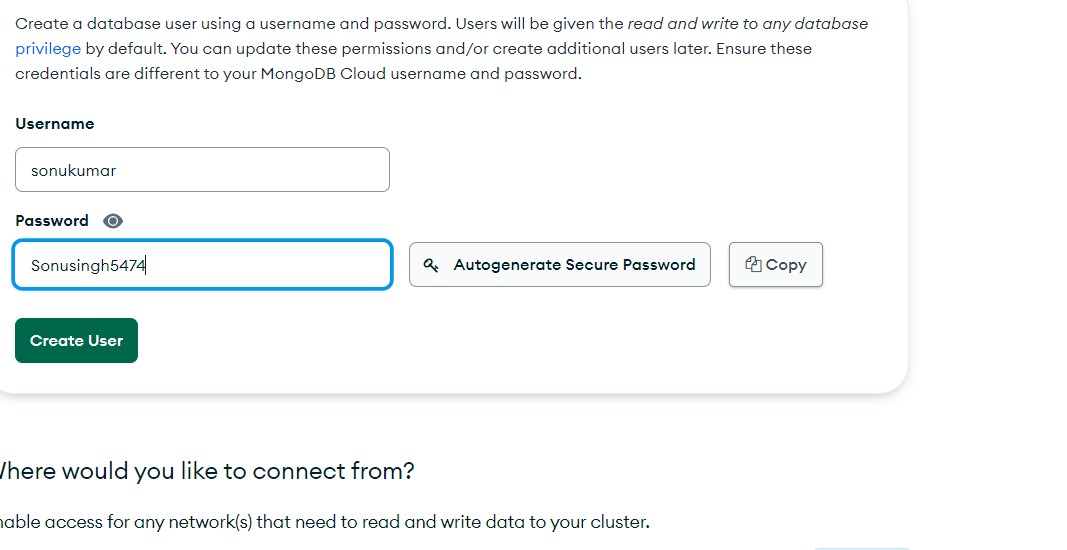 Create a database user using a username and password. Users will be given the read and write to any database
privilege by default. You can update these permissions and/or create additional users later. Ensure these
credentials are different to your MongoDB Cloud username and password.
Username
sonukumar
Password
Sonusingh5474
Autogenerate Secure Password
Copy
Create User
Where would you like to connect from?
nable access for any network(s) that need to read and write data to your cluster.